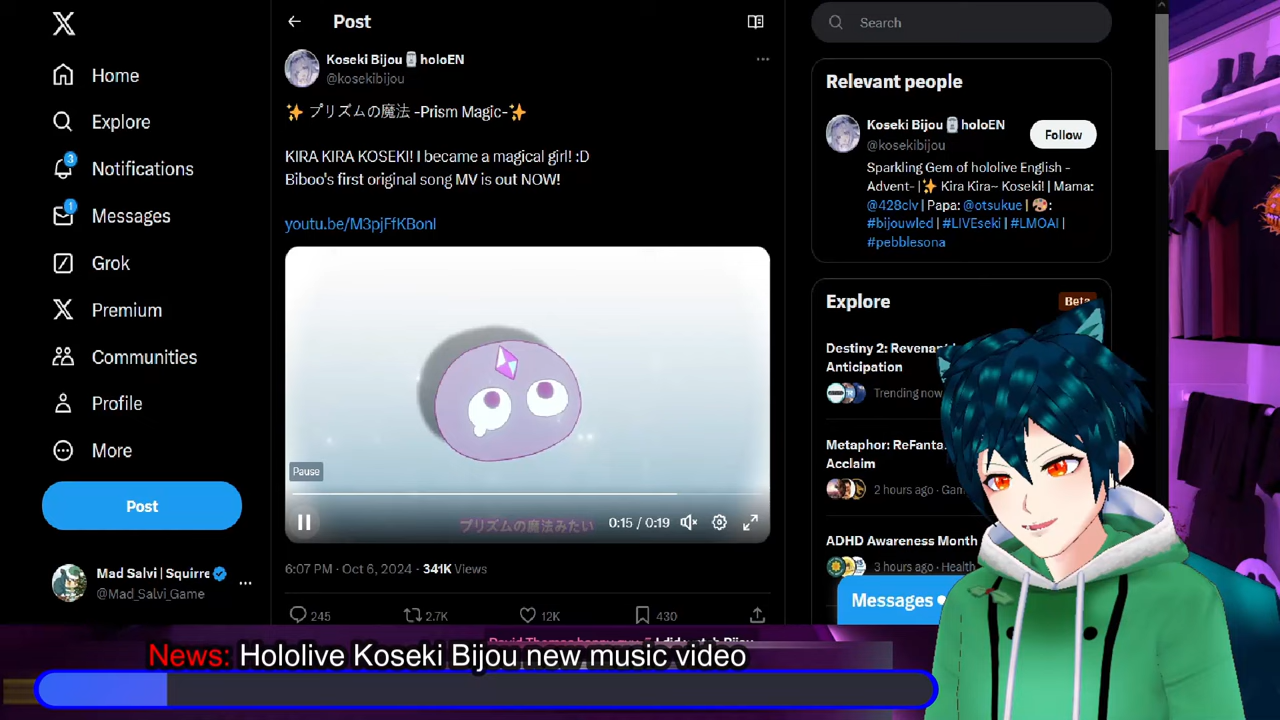 Home
Explore
3
Notifications
1
Messages
Grok
Premium
Communities
Profile
More
Post
Mad Salvi | Squirre
@Mad_Salvi_Game
Post
Koseki Bijou🗿holoEN
@kosekibijou
✨ プリズムの魔法 -Prism Magic-✨
KIRA KIRA KOSEKI! I became a magical girl! :D
Biboo's first original song MV is out NOW!
youtu.be/M3pjFfKBonI
Pause
プリズムの魔法みたい
0:15 / 0:19
6:07 PM · Oct 6, 2024 · 341K Views
245
2.7K
12K
430
Search
Relevant people
Koseki Bijou🗿holoEN
@kosekibijou
Follow
Sparkling Gem of hololive English -
Advent- |✨ Kira Kira~ Koseki! | Mama:
@428clv | Papa: @otsukue | 🎨:
#bijouwled | #LIVEseki | #LMOAI |
#pebblesona
Explore
Beta
Destiny 2: Revenant
Anticipation
Trending now
Metaphor: ReFanta
Acclaim
2 hours ago · Gam
ADHD Awareness Month
3 hours ago · Health
Messages
News: Hololive Koseki Bijou new music video